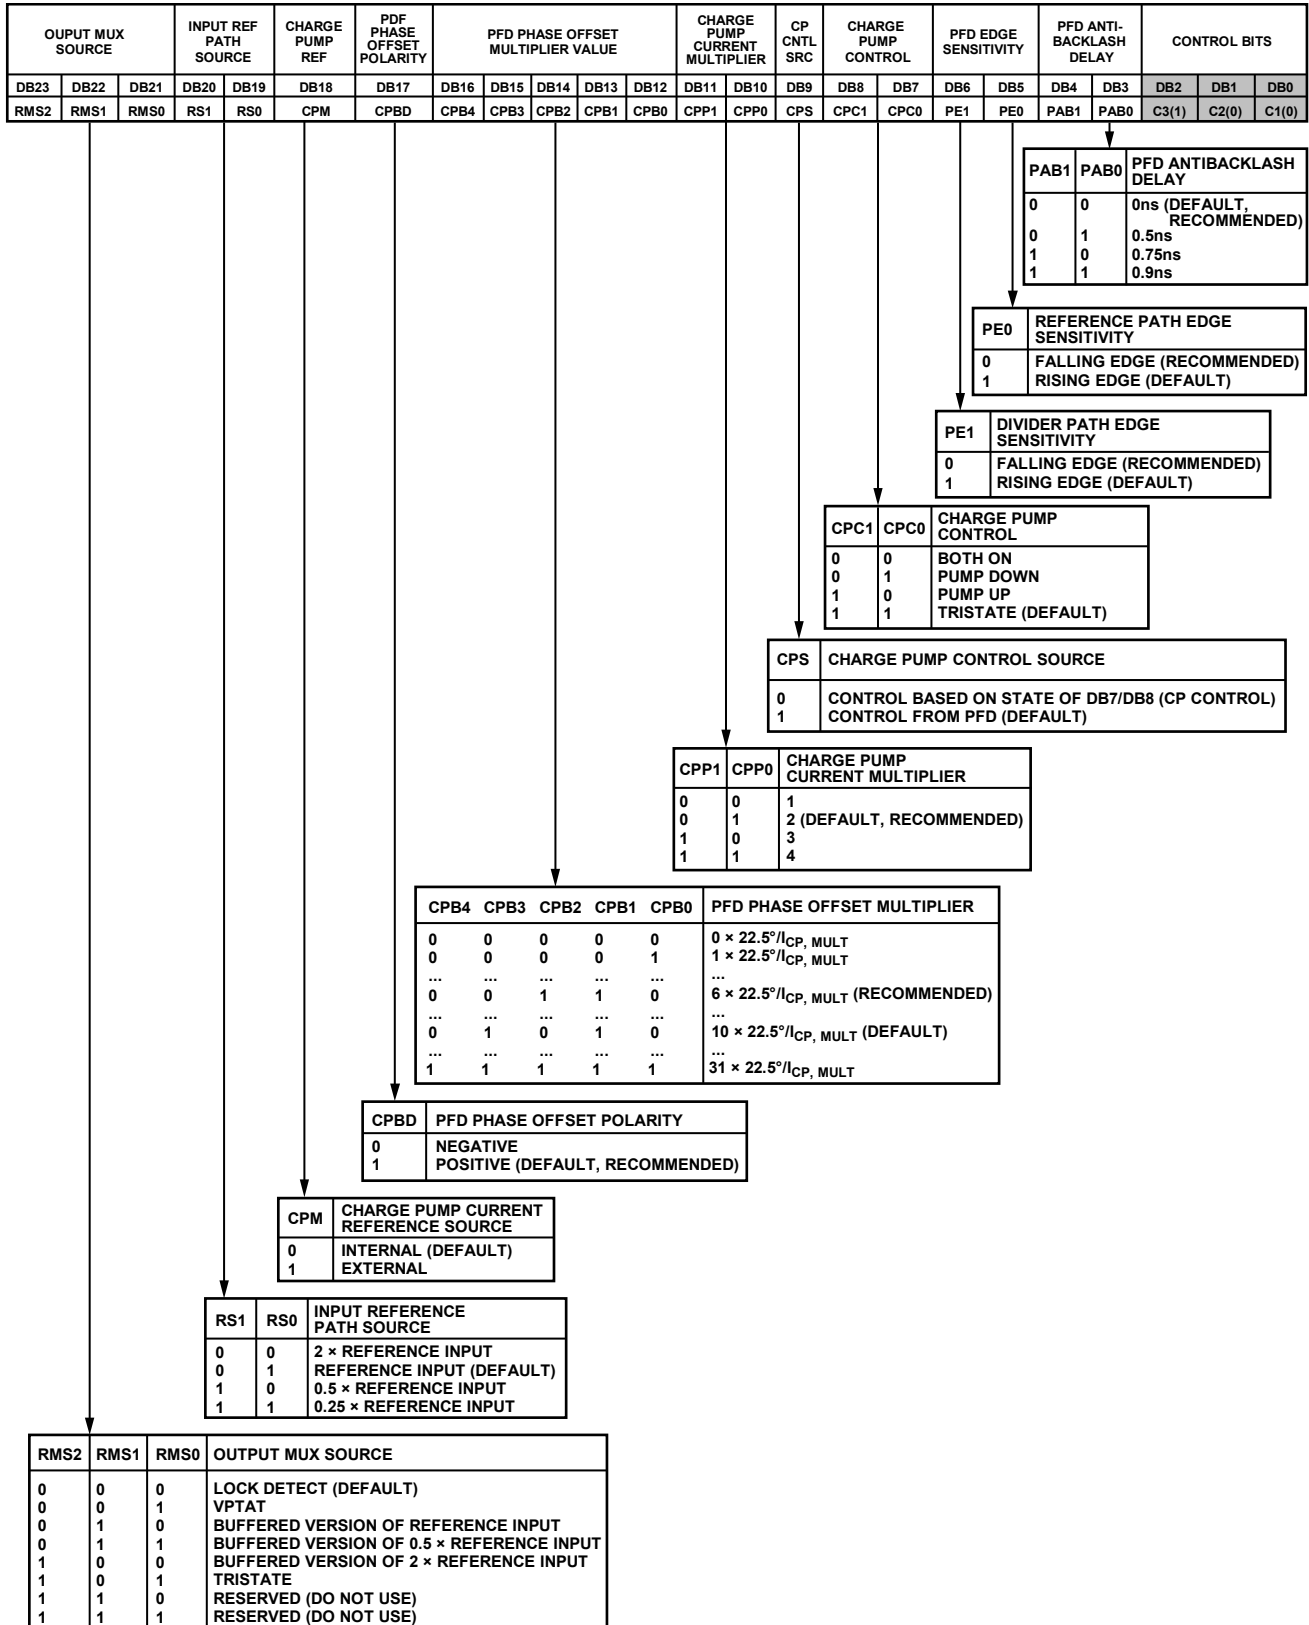 OUPUT MUX SOURCE
INPUT REF PATH SOURCE
CHARGE PUMP REF
PDF PHASE OFFSET POLARITY
PFD PHASE OFFSET MULTIPLIER VALUE
CHARGE PUMP CURRENT MULTIPLIER
CP CNTL SRC
CHARGE PUMP CONTROL
PFD EDGE SENSITIVITY
PFD ANTI-BACKLASH DELAY
CONTROL BITS
DB23 DB22 DB21 DB20 DB19 DB18 DB17 DB16 DB15 DB14 DB13 DB12 DB11 DB10 DB9 DB8 DB7 DB6 DB5 DB4 DB3 DB2 DB1 DB0
RMS2 RMS1 RMS0 RS1 RS0 CPM CPBD CPB4 CPB3 CPB2 CPB1 CPB0 CPP1 CPP0 CPS CPC1 CPC0 PE1 PE0 PAB1 PAB0 C3(1) C2(0) C1(0)
PAB1 PAB0 PFD ANTIBACKLASH DELAY
0 0 0ns (DEFAULT, RECOMMENDED)
0 1 0.5ns
1 0 0.75ns
1 1 0.9ns
PE0 REFERENCE PATH EDGE SENSITIVITY
0 FALLING EDGE (RECOMMENDED)
1 RISING EDGE (DEFAULT)
PE1 DIVIDER PATH EDGE SENSITIVITY
0 FALLING EDGE (RECOMMENDED)
1 RISING EDGE (DEFAULT)
CPC1 CPC0 CHARGE PUMP CONTROL
0 0 BOTH ON
0 1 PUMP DOWN
1 0 PUMP UP
1 1 TRISTATE (DEFAULT)
CPS CHARGE PUMP CONTROL SOURCE
0 CONTROL BASED ON STATE OF DB7/DB8 (CP CONTROL)
1 CONTROL FROM PFD (DEFAULT)
CPP1 CPP0 CHARGE PUMP CURRENT MULTIPLIER
0 0 1
0 1 2 (DEFAULT, RECOMMENDED)
1 0 3
1 1 4
CPB4 CPB3 CPB2 CPB1 CPB0 PFD PHASE OFFSET MULTIPLIER
0 0 0 0 0 0 × 22.5°/ICP, MULT
0 0 0 0 1 1 × 22.5°/ICP, MULT
... ... ... ... ... ...
0 0 1 1 0 6 × 22.5°/ICP, MULT (RECOMMENDED)
... ... ... ... ... ...
0 1 0 1 0 10 × 22.5°/ICP, MULT (DEFAULT)
... ... ... ... ... ...
1 1 1 1 1 31 × 22.5°/ICP, MULT
CPBD PFD PHASE OFFSET POLARITY
0 NEGATIVE
1 POSITIVE (DEFAULT, RECOMMENDED)
CPM CHARGE PUMP CURRENT REFERENCE SOURCE
0 INTERNAL (DEFAULT)
1 EXTERNAL
RS1 RS0 INPUT REFERENCE PATH SOURCE
0 0 2 × REFERENCE INPUT
0 1 REFERENCE INPUT (DEFAULT)
1 0 0.5 × REFERENCE INPUT
1 1 0.25 × REFERENCE INPUT
RMS2 RMS1 RMS0 OUTPUT MUX SOURCE
0 0 0 LOCK DETECT (DEFAULT)
0 0 1 VPTAT
0 1 0 BUFFERED VERSION OF REFERENCE INPUT
0 1 1 BUFFERED VERSION OF 0.5 × REFERENCE INPUT
1 0 0 BUFFERED VERSION OF 2 × REFERENCE INPUT
1 0 1 TRISTATE
1 1 0 RESERVED (DO NOT USE)
1 1 1 RESERVED (DO NOT USE)